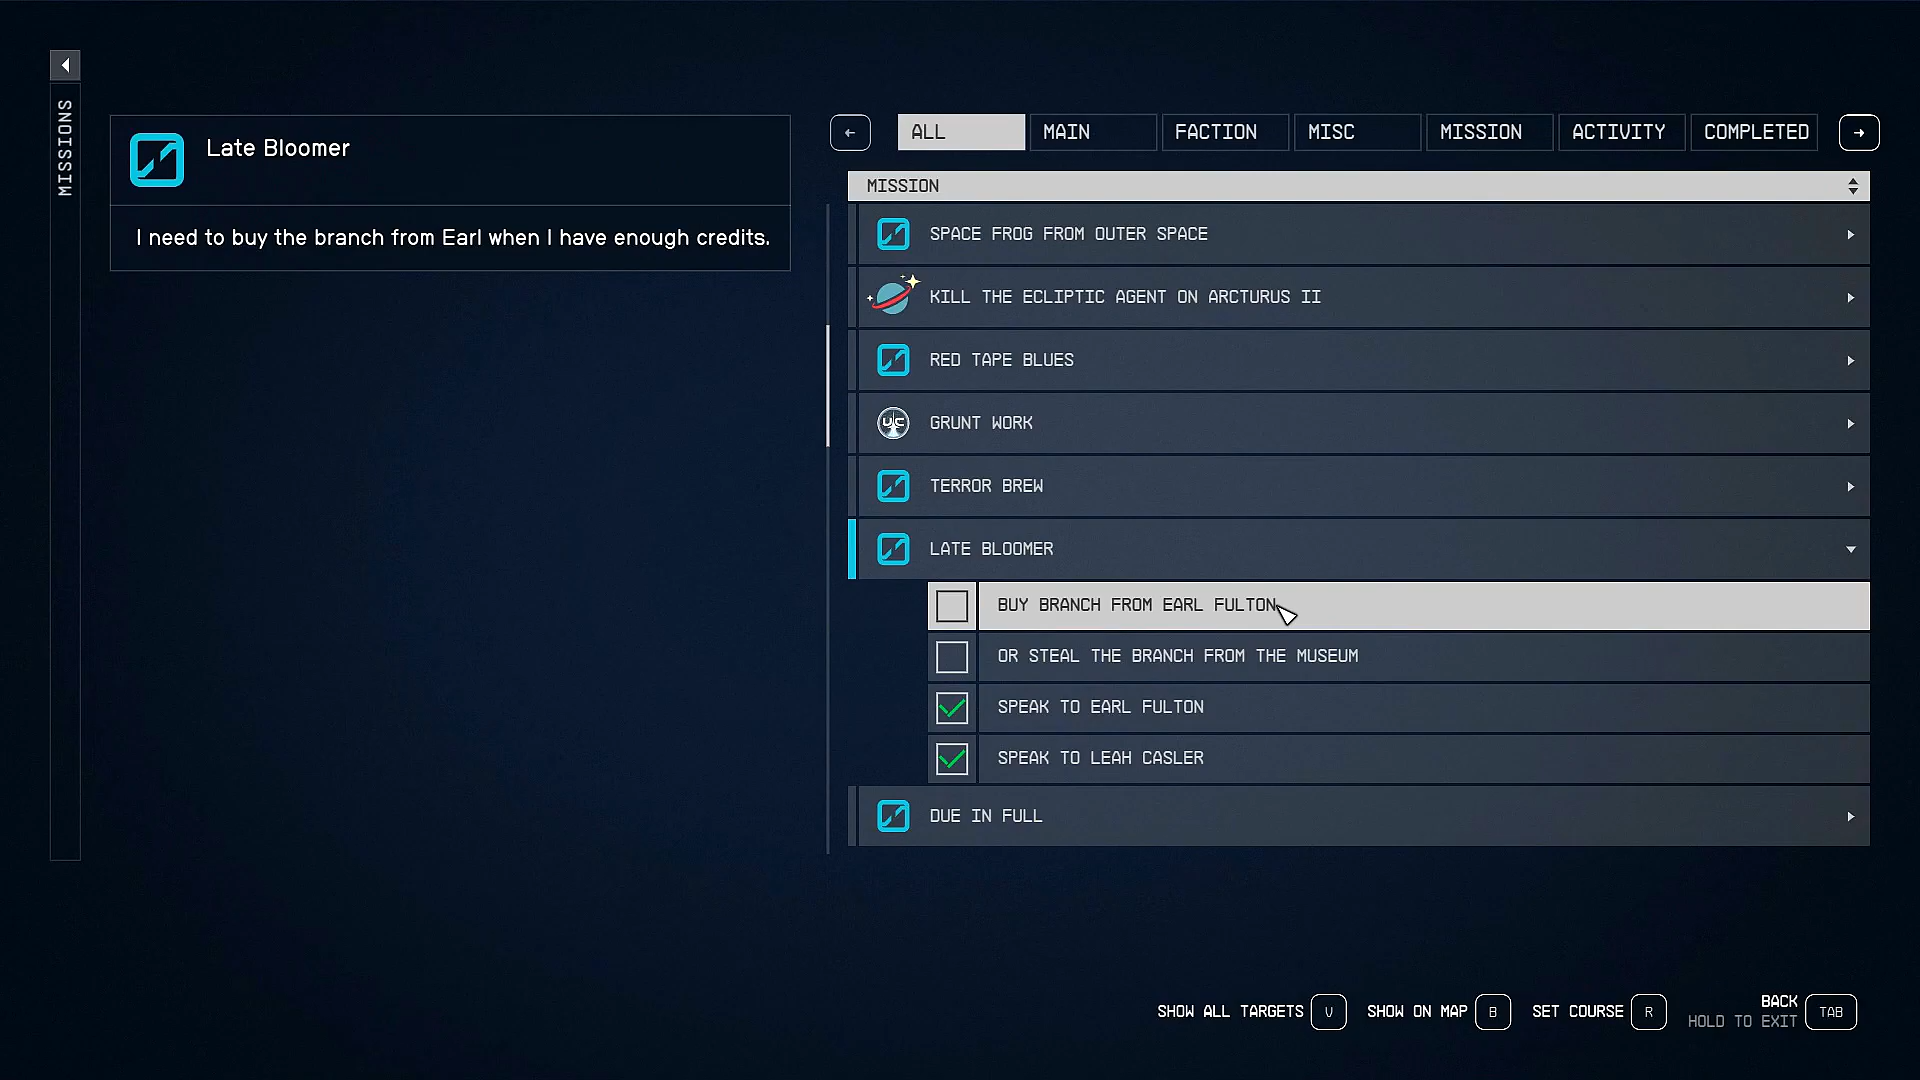 MISSIONS
Late Bloomer
I need to buy the branch from Earl when I have enough credits.
ALL MAIN FACTION MISC MISSION ACTIVITY COMPLETED
MISSION
SPACE FROG FROM OUTER SPACE
KILL THE ECLIPTIC AGENT ON ARCTURUS II
RED TAPE BLUES
UC
GRUNT WORK
TERROR BREW
LATE BLOOMER
BUY BRANCH FROM EARL FULTON
OR STEAL THE BRANCH FROM THE MUSEUM
SPEAK TO EARL FULTON
SPEAK TO LEAH CASLER
DUE IN FULL
SHOW ALL TARGETS V SHOW ON MAP B SET COURSE R BACK TAB
HOLD TO EXIT